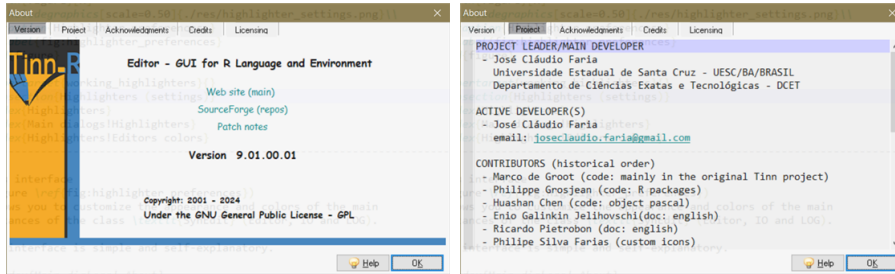 About
Version Project Acknowledgments Credits Licensing
Tinn-R
Editor - GUI for R Language and Environment
Web site (main)
SourceForge (repos)
Patch notes
Version 9.01.00.01
Copyright: 2001 - 2024
Under the GNU General Public License - GPL
Help OK
About
Version Project Acknowledgments Credits Licensing
PROJECT LEADER/MAIN DEVELOPER
- José Cláudio Faria
Universidade Estadual de Santa Cruz - UESC/BA/BRASIL
Departamento de Ciências Exatas e Tecnológicas - DCET
ACTIVE DEVELOPER(S)
- José Cláudio Faria
email: joseclaudio.faria@gmail.com
CONTRIBUTORS (historical order)
- Marco de Groot (code: mainly in the original Tinn project)
- Philippe Grosjean (code: R packages)
- Huashan Chen (code: object pascal)
- Enio Galinkin Jelihovschi(doc: english)
- Ricardo Pietrobon (doc: english)
- Philipe Silva Farias (custom icons)
Help OK